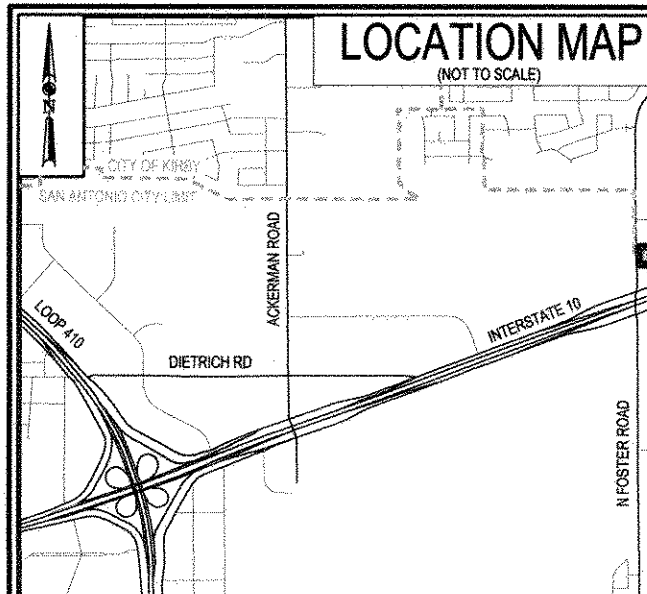 LOCATION MAP
(NOT TO SCALE)
N
CITY OF KIRBY
SAN ANTONIO CITY LIMIT
ACKERMAN ROAD
LOOP 410
INTERSTATE 10
DIETRICH RD
N FOSTER ROAD